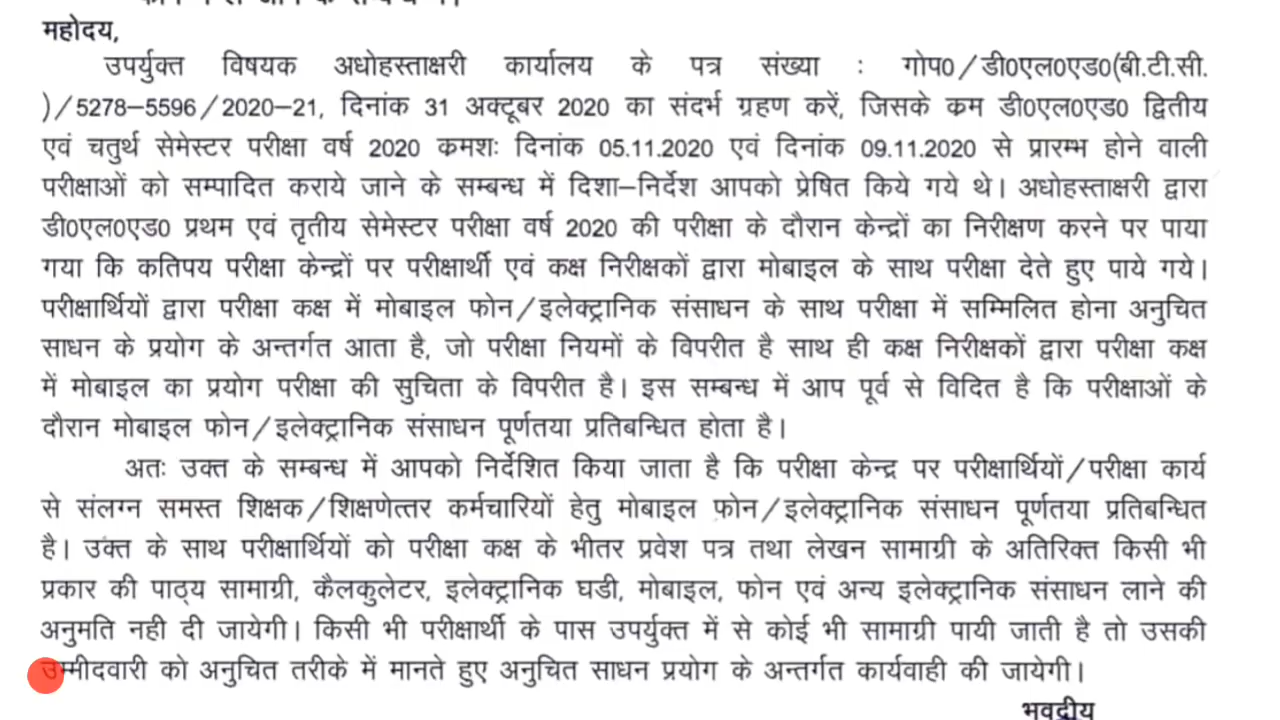 महोदय,
उपर्युक्त विषयक अधोहस्ताक्षरी कार्यालय के पत्र संख्या : गोप0/डी0एल0एड0(बी.टी.सी.
)/5278–5596/2020–21, दिनांक 31 अक्टूबर 2020 का संदर्भ ग्रहण करें, जिसके क्रम डी0एल0एड0 द्वितीय
एवं चतुर्थ सेमेस्टर परीक्षा वर्ष 2020 क्रमशः दिनांक 05.11.2020 एवं दिनांक 09.11.2020 से प्रारम्भ होने वाली
परीक्षाओं को सम्पादित कराये जाने के सम्बन्ध में दिशा–निर्देश आपको प्रेषित किये गये थे। अधोहस्ताक्षरी द्वारा
डी0एल0एड0 प्रथम एवं तृतीय सेमेस्टर परीक्षा वर्ष 2020 की परीक्षा के दौरान केन्द्रों का निरीक्षण करने पर पाया
गया कि कतिपय परीक्षा केन्द्रों पर परीक्षार्थी एवं कक्ष निरीक्षकों द्वारा मोबाइल के साथ परीक्षा देते हुए पाये गये।
परीक्षार्थियों द्वारा परीक्षा कक्ष में मोबाइल फोन/इलेक्ट्रानिक संसाधन के साथ परीक्षा में सम्मिलित होना अनुचित
साधन के प्रयोग के अन्तर्गत आता है, जो परीक्षा नियमों के विपरीत है साथ ही कक्ष निरीक्षकों द्वारा परीक्षा कक्ष
में मोबाइल का प्रयोग परीक्षा की सुचिता के विपरीत है। इस सम्बन्ध में आप पूर्व से विदित है कि परीक्षाओं के
दौरान मोबाइल फोन/इलेक्ट्रानिक संसाधन पूर्णतया प्रतिबन्धित होता है।
अतः उक्त के सम्बन्ध में आपको निर्देशित किया जाता है कि परीक्षा केन्द्र पर परीक्षार्थियों/परीक्षा कार्य
से संलग्न समस्त शिक्षक/शिक्षणेत्तर कर्मचारियों हेतु मोबाइल फोन/इलेक्ट्रानिक संसाधन पूर्णतया प्रतिबन्धित
है। उक्त के साथ परीक्षार्थियों को परीक्षा कक्ष के भीतर प्रवेश पत्र तथा लेखन सामाग्री के अतिरिक्त किसी भी
प्रकार की पाठ्य सामाग्री, कैलकुलेटर, इलेक्ट्रानिक घडी, मोबाइल, फोन एवं अन्य इलेक्ट्रानिक संसाधन लाने की
अनुमति नही दी जायेगी। किसी भी परीक्षार्थी के पास उपर्युक्त में से कोई भी सामाग्री पायी जाती है तो उसकी
उम्मीदवारी को अनुचित तरीके में मानते हुए अनुचित साधन प्रयोग के अन्तर्गत कार्यवाही की जायेगी।
भवदीय